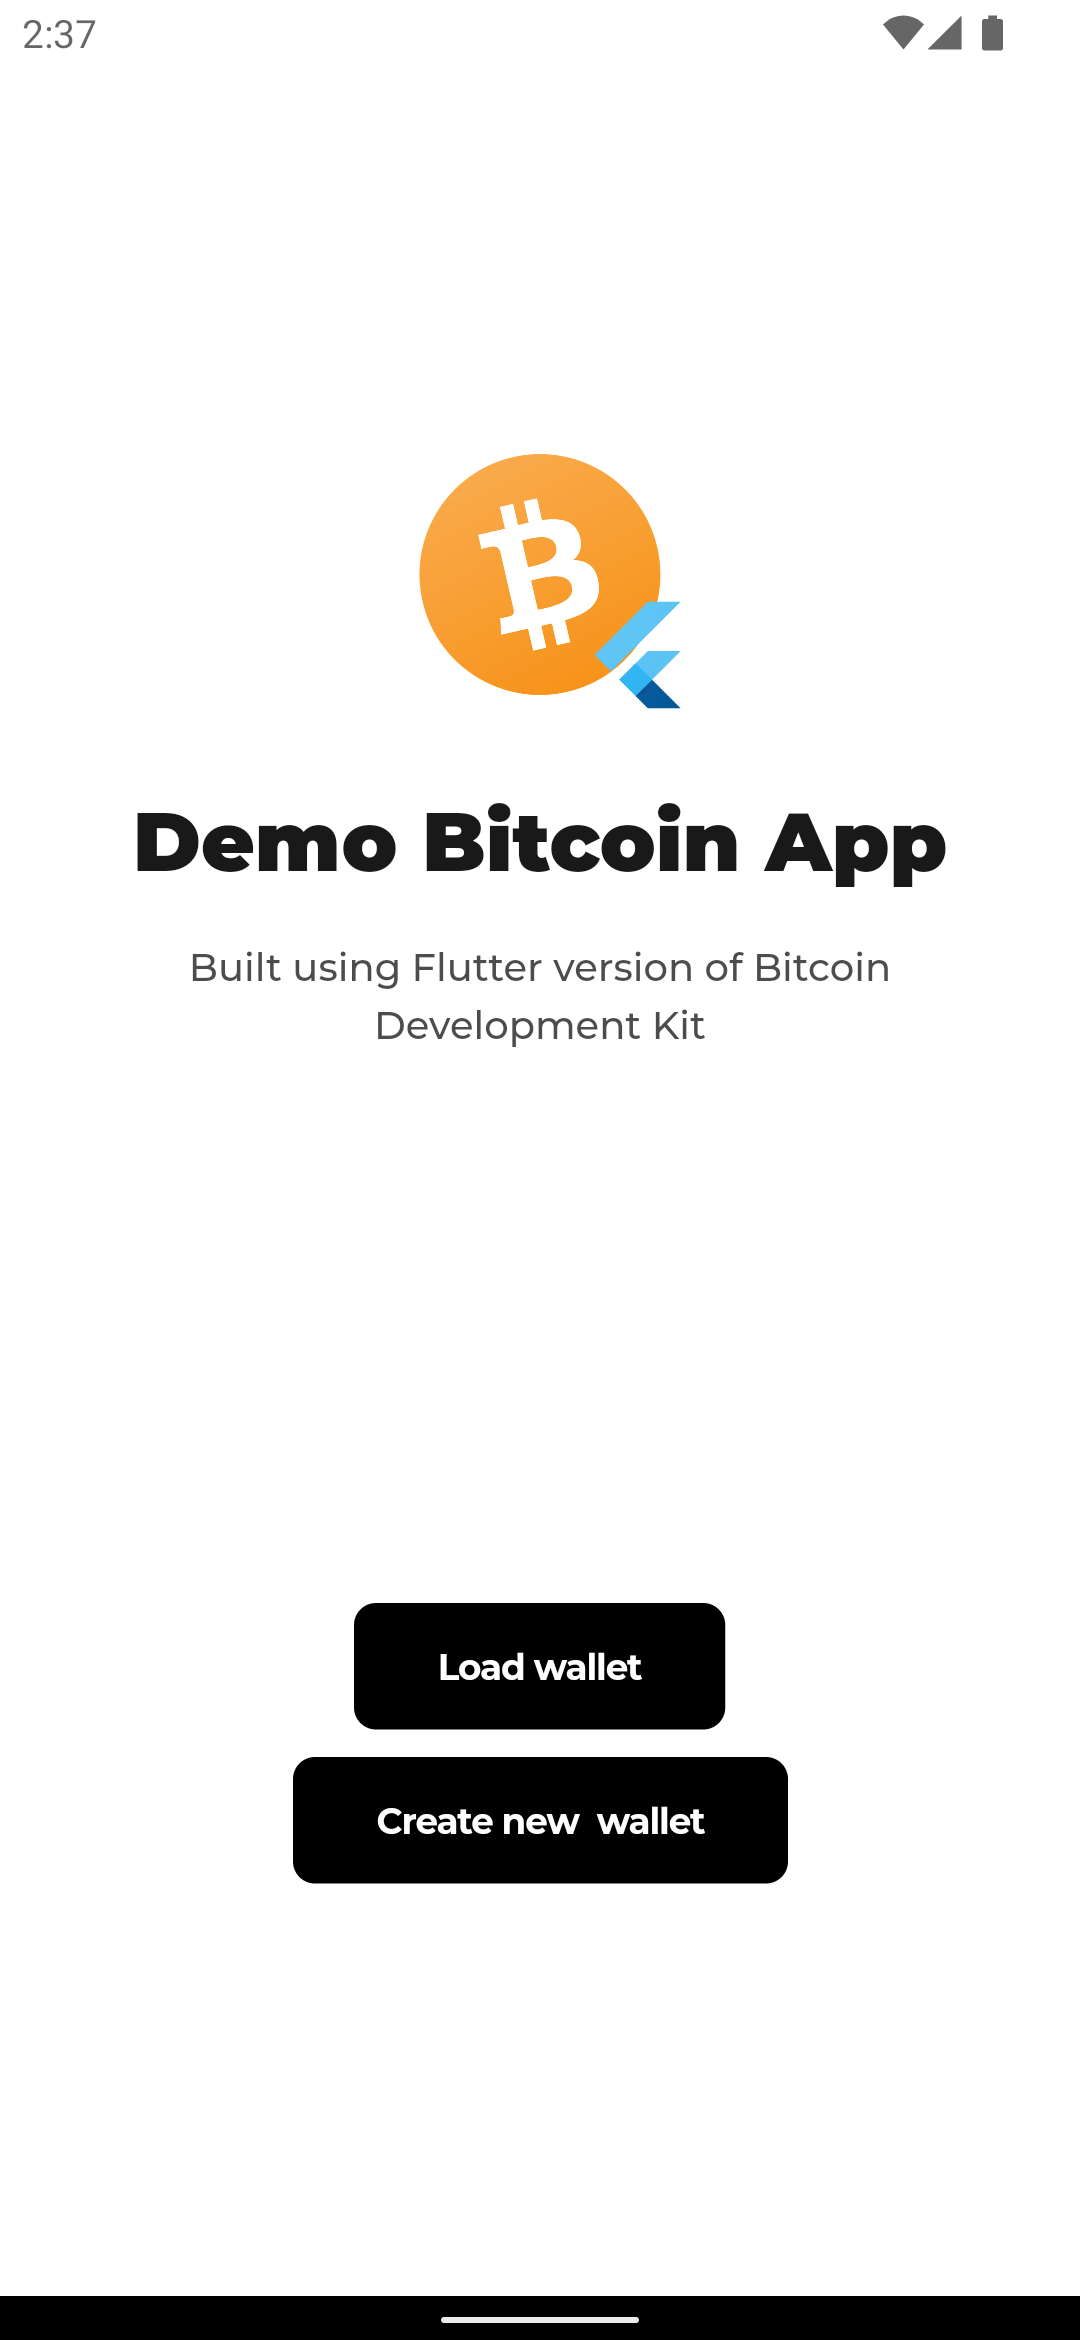 2:37
Demo Bitcoin App
Built using Flutter version of Bitcoin
Development Kit
Load wallet
Create new  wallet